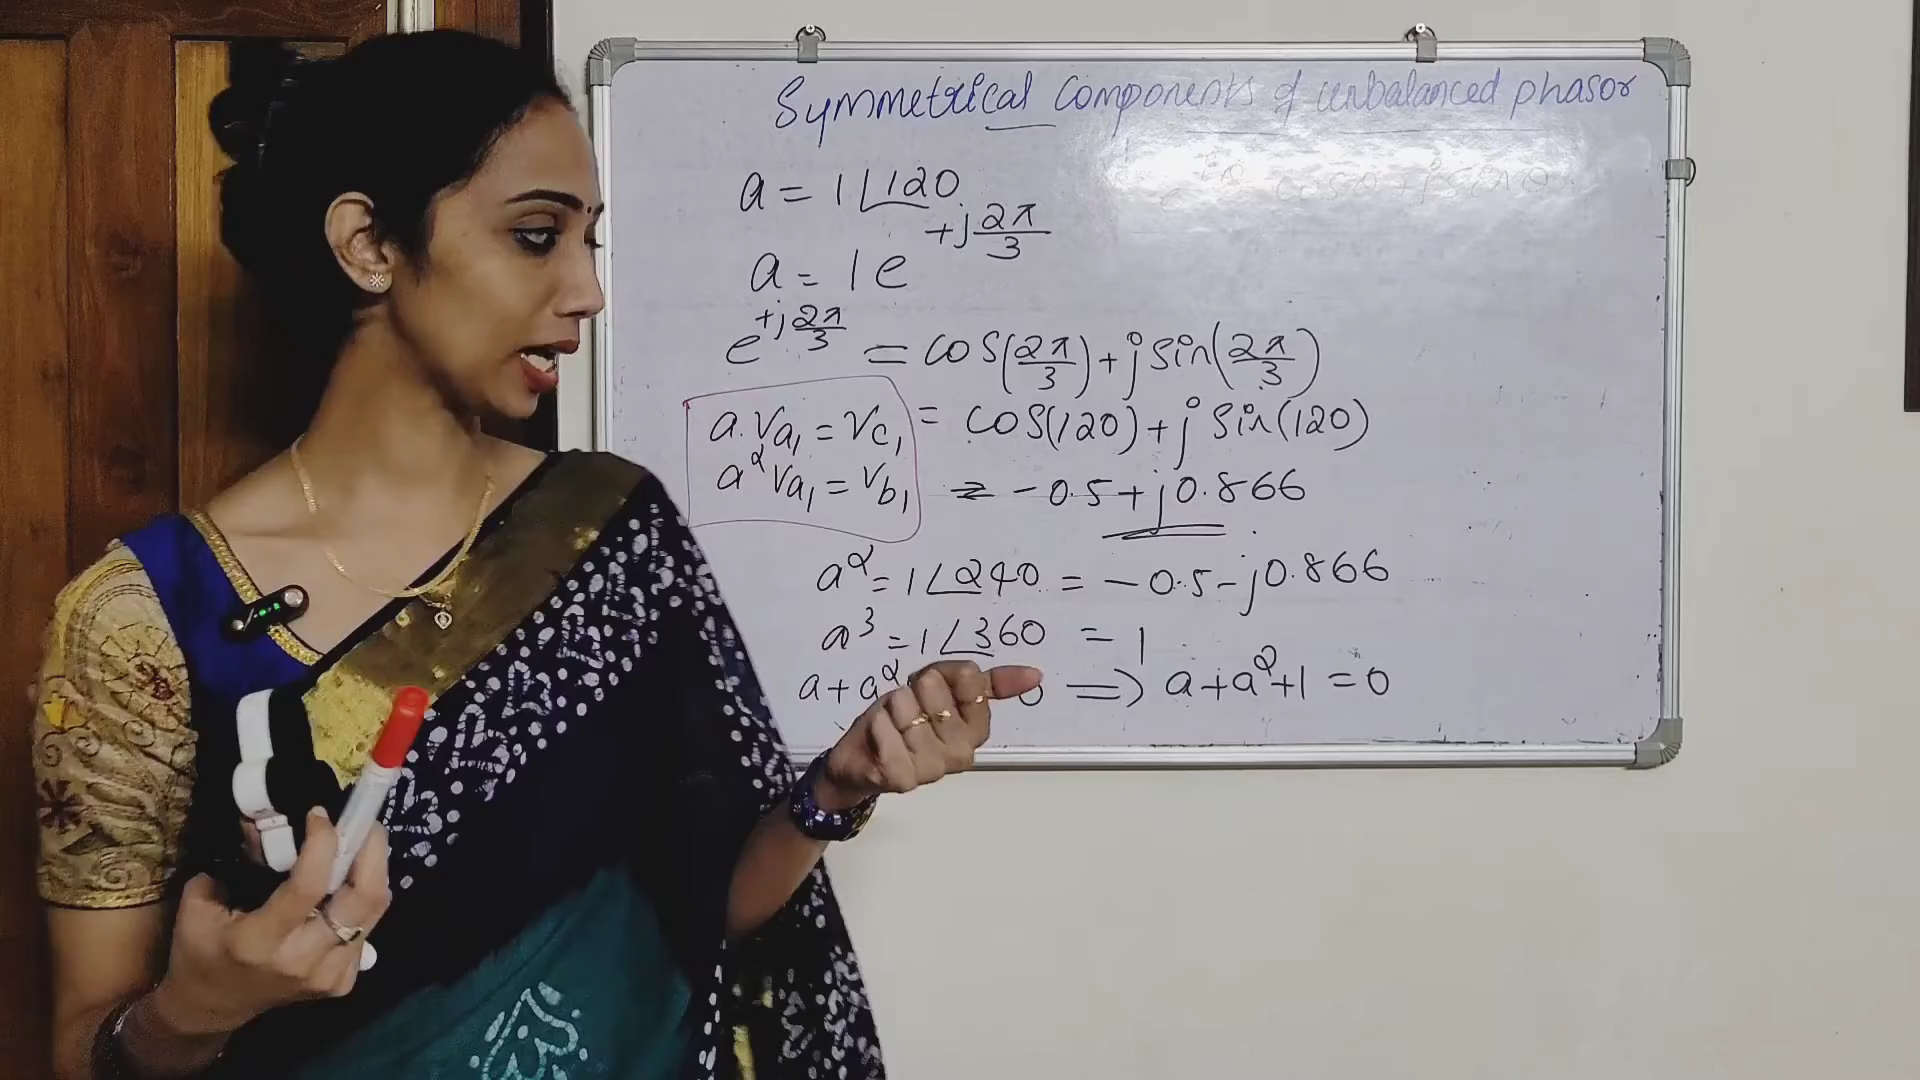 Symmetrical Components of unbalanced phasor
a = 1∠120
a = 1e^{+j2π/3}
e^{+j2π/3} = cos(2π/3) + j sin(2π/3)
= cos(120) + j sin(120)
= -0.5 + j0.866
a.Va₁ = Vc₁
a²Va₁ = Vb₁
a² = 1∠240 = -0.5 - j0.866
a³ = 1∠360 = 1
a + a² 0 ⇒ a + a² + 1 = 0